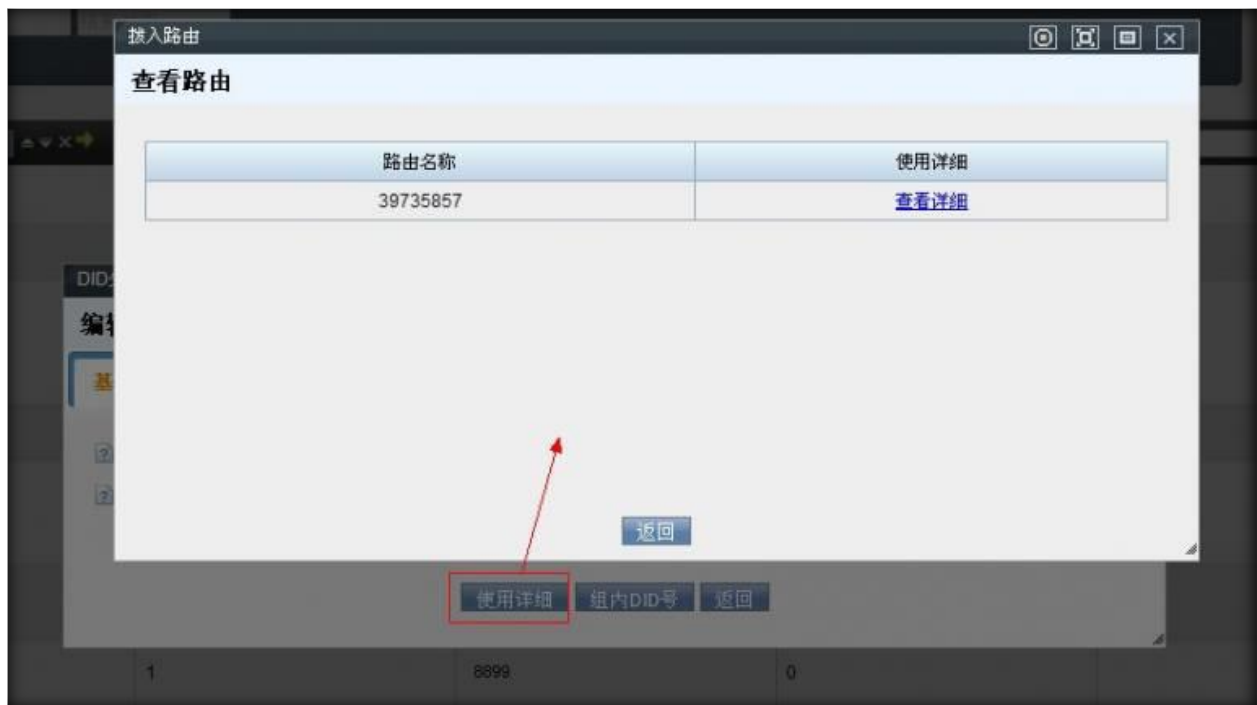 拨入路由
查看路由
路由名称 使用详细
39735857 查看详细
DID
编辑
基
返回
使用详细 组内DID号 返回
1 8899 0